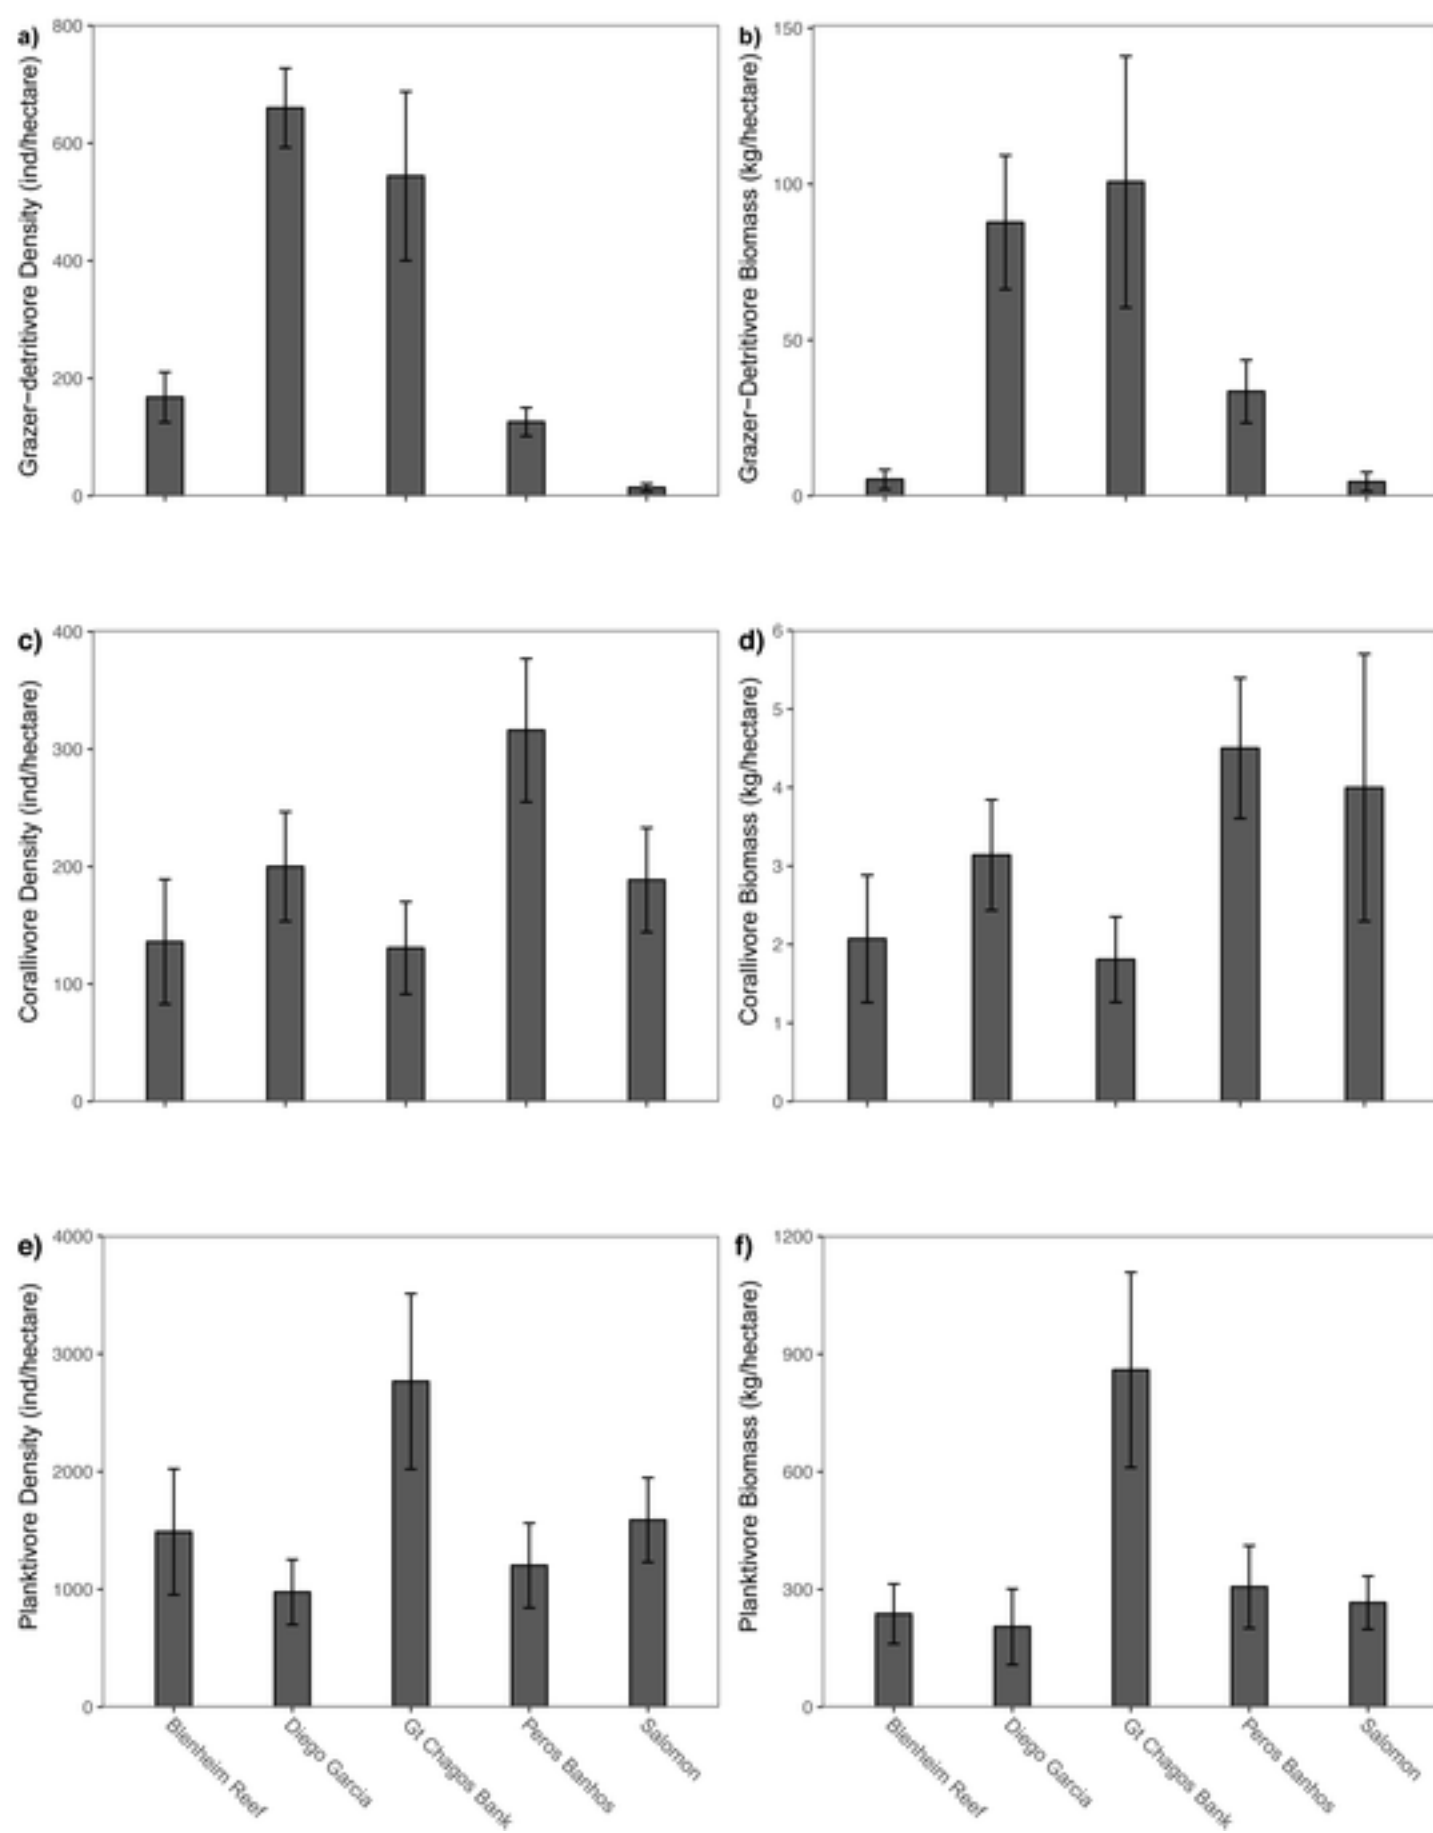 a)
Grazer-detritivore Density (ind/hectare)
800
600
400
200
0
b)
Grazer-Detritivore Biomass (kg/hectare)
150
100
50
0
c)
Corallivore Density (ind/hectare)
400
300
200
100
0
d)
Corallivore Biomass (kg/hectare)
6
5
4
3
2
1
0
e)
Planktivore Density (ind/hectare)
4000
3000
2000
1000
0
Blenheim Reef
Diego Garcia
Gt Chagos Bank
Peros Banhos
Salomon
f)
Planktivore Biomass (kg/hectare)
1200
900
600
300
0
Blenheim Reef
Diego Garcia
Gt Chagos Bank
Peros Banhos
Salomon